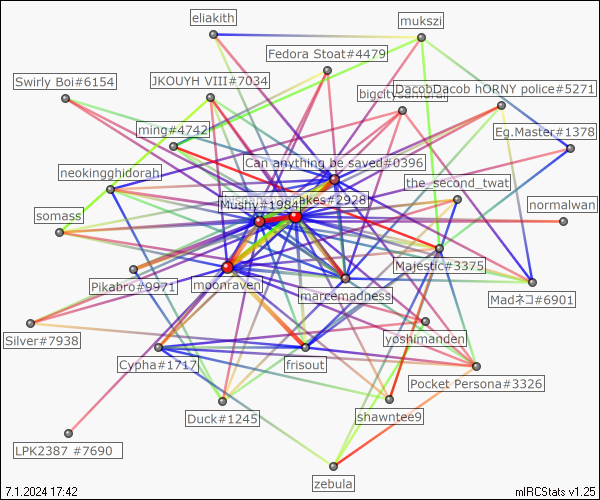 eliakith
mukszi
Fedora Stoat#4479
Swirly Boi#6154
JKOUYH VIII#7034
DacobDacob hORNY police#5271
ming#4742
Eg.Master#1378
Can anything be saved#0396
neokingghidorah
the_second_twat
Mushy#1984
akes#2928
normalwan
somass
Majestic#3375
Pikabro#9971
moonraven
marcemadness
Madネコ#6901
Silver#7938
yoshimanden
Cypha#1717
frisout
Pocket Persona#3326
Duck#1245
shawntee9
LPK2387 #7690
zebula
7.1.2024 17:42
mIRCStats v1.25